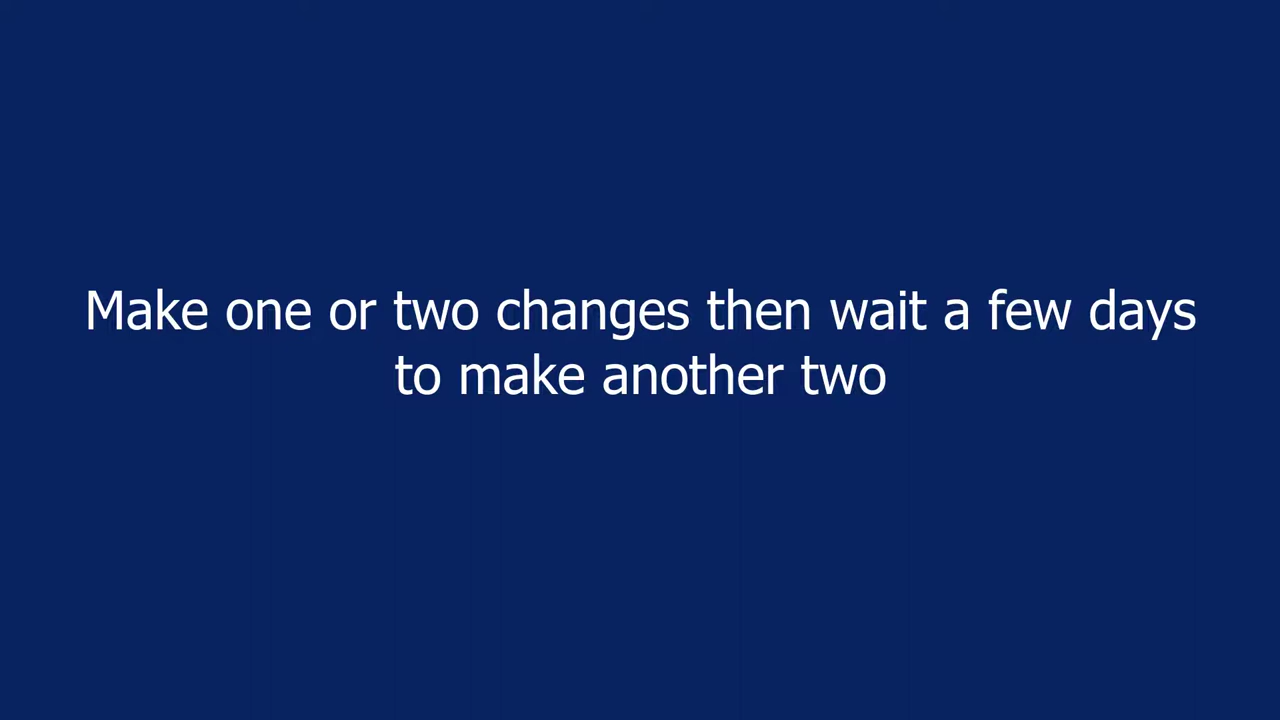 Make one or two changes then wait a few days
to make another two